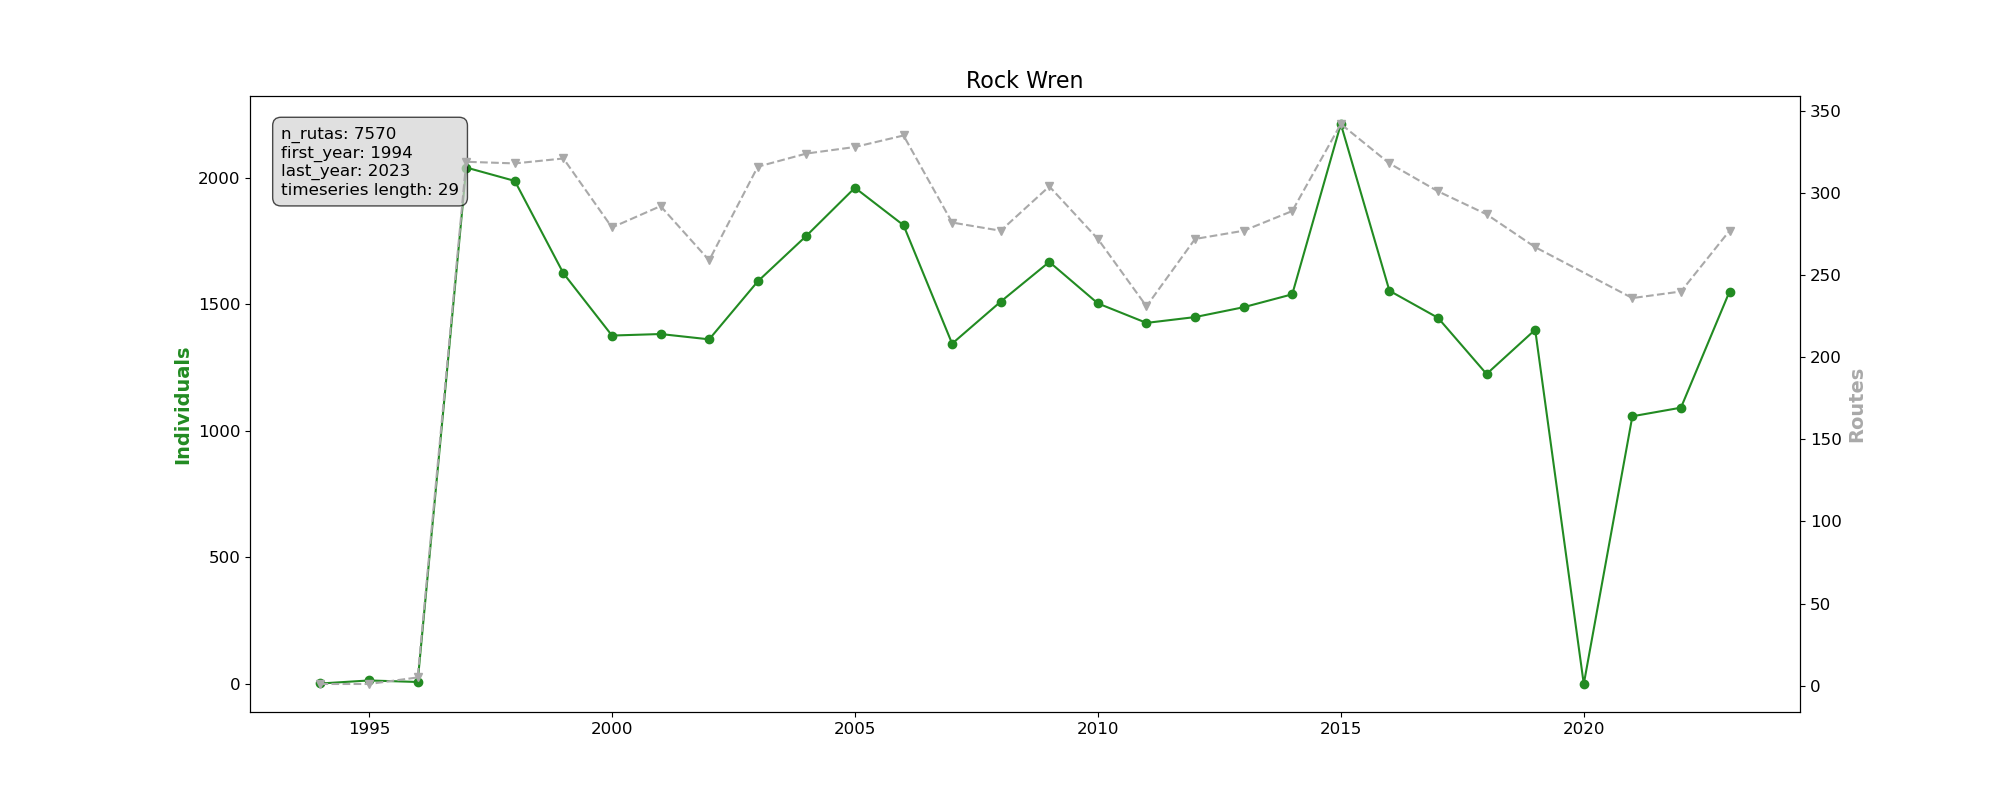 Rock Wren
n_rutas: 7570
first_year: 1994
last_year: 2023
timeseries length: 29
Individuals
2000
1500
1000
500
0
350
300
250
200
150
100
50
0
Routes
1995
2000
2005
2010
2015
2020